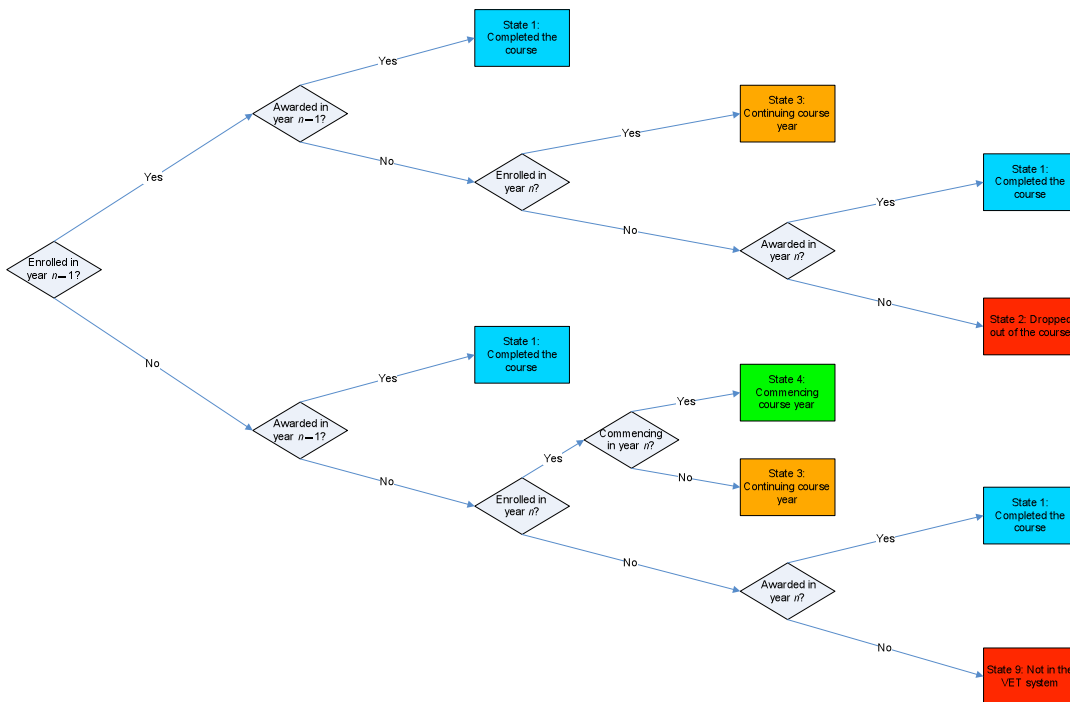 State 1:
Completed the
course
Yes
Awarded in
year n–1?
State 3:
Continuing course
year
Yes
No
Enrolled in
year n?
State 1:
Completed the
course
Yes
Yes
No
Awarded in
year n?
Enrolled in
year n–1?
No
State 2: Dropped
out of the course
State 1:
Completed the
course
No
Yes
State 4:
Commencing
course year
Yes
Awarded in
year n–1?
Commencing
in year n?
Yes
No
State 3:
Continuing course
year
No
Enrolled in
year n?
State 1:
Completed the
course
Yes
No
Awarded in
year n?
No
State 9: Not in the
VET system